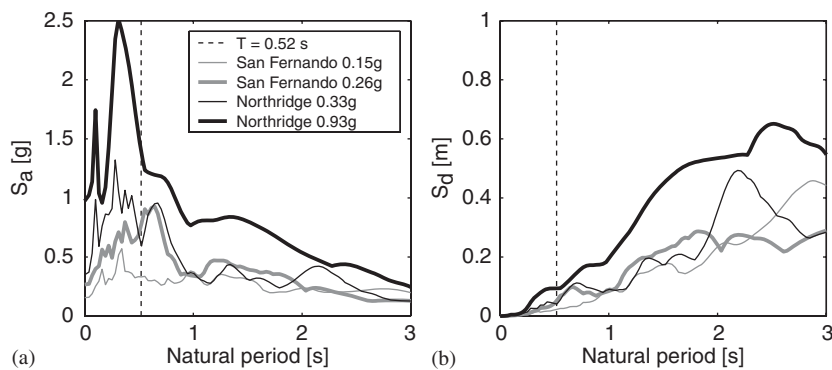 2.5
2
1.5
1
0.5
0
0
1
2
3
S_a [g]
Natural period [s]
(a)
T = 0.52 s
San Fernando 0.15g
San Fernando 0.26g
Northridge 0.33g
Northridge 0.93g
1
0.8
0.6
0.4
0.2
0
0
1
2
3
S_d [m]
Natural period [s]
(b)